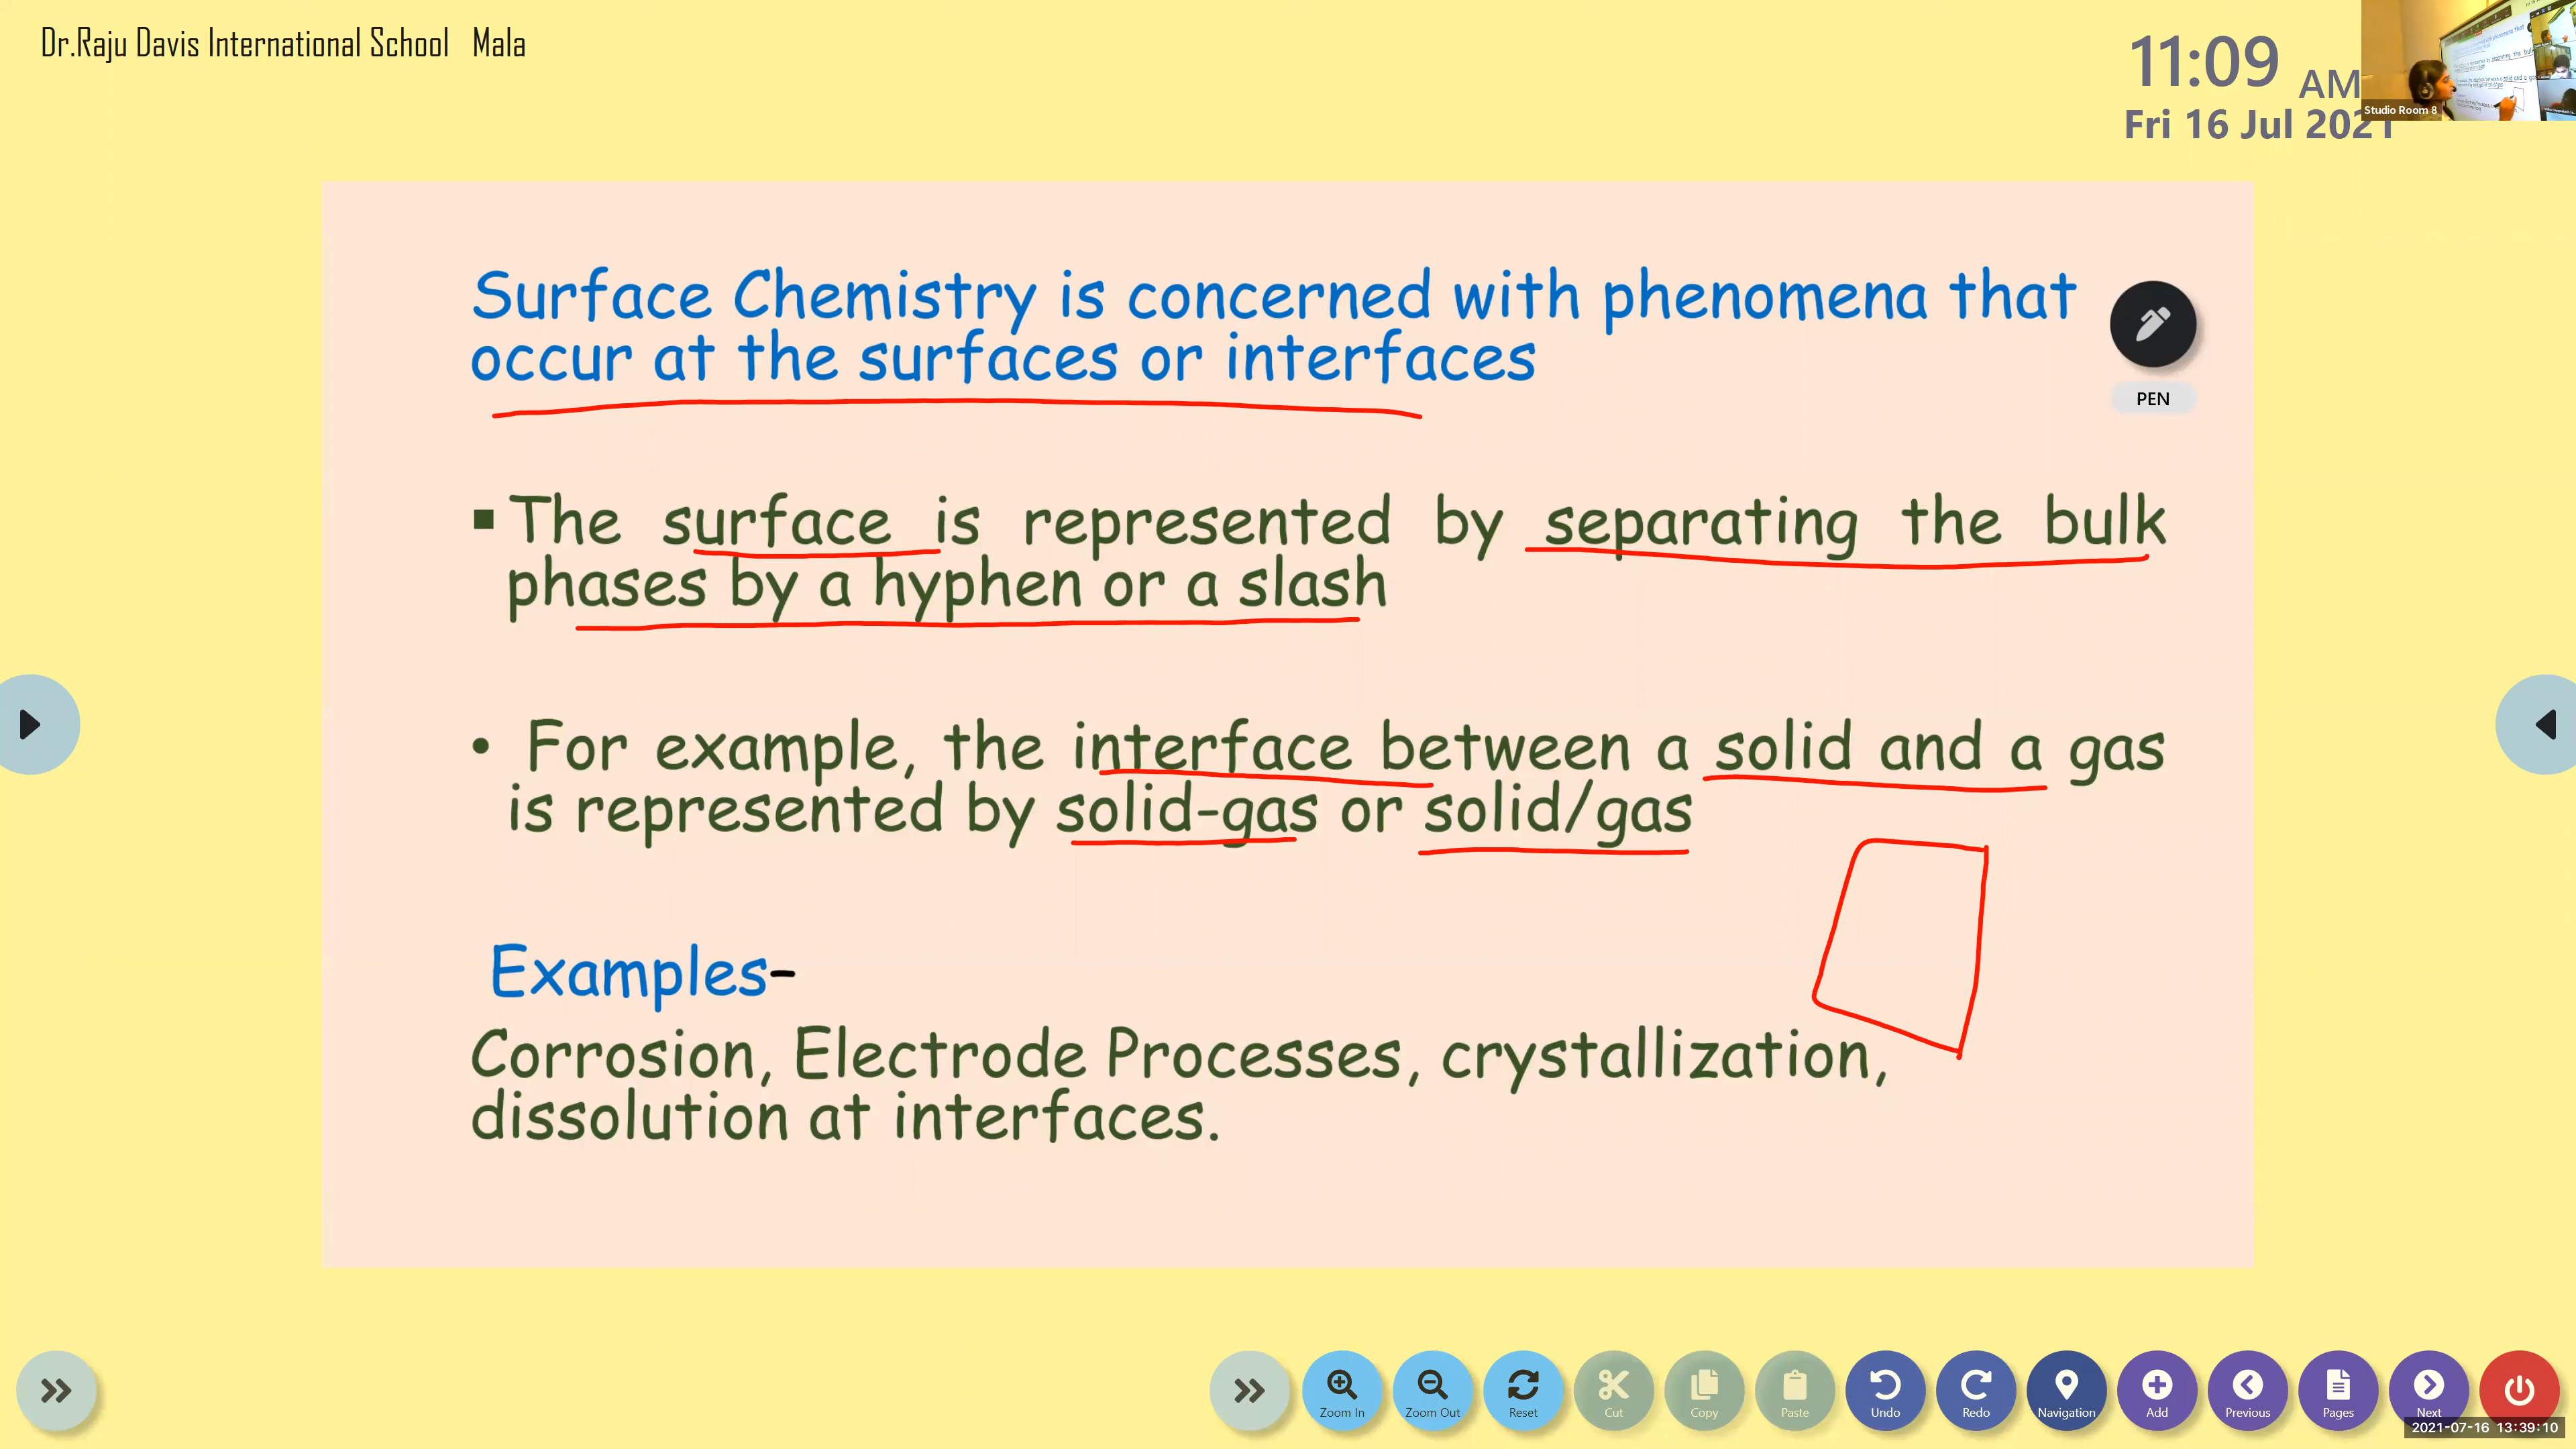 Dr.Raju Davis International School Mala
11:09 AM
Fri 16 Jul 2021
Studio Room 8
Surface Chemistry is concerned with phenomena that
occur at the surfaces or interfaces
PEN
▪The surface is represented by separating the bulk
phases by a hyphen or a slash
• For example, the interface between a solid and a gas
is represented by solid-gas or solid/gas
Examples-
Corrosion, Electrode Processes, crystallization,
dissolution at interfaces.
Zoom In Zoom Out Reset Cut Copy Paste Undo Redo Navigation Add Previous Pages Next
2021-07-16 13:39:10